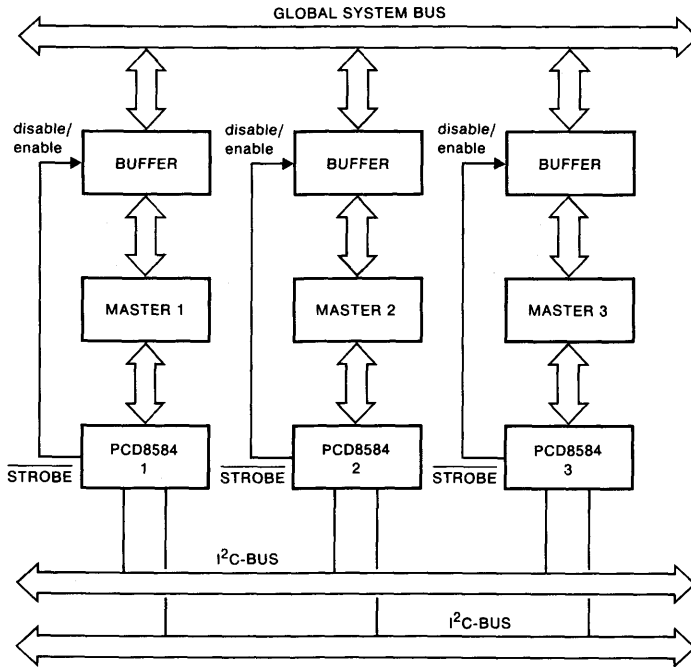 GLOBAL SYSTEM BUS
disable/
enable
BUFFER
disable/
enable
BUFFER
disable/
enable
BUFFER
MASTER 1
MASTER 2
MASTER 3
PCD8584
1
PCD8584
2
PCD8584
3
STROBE
STROBE
STROBE
I²C-BUS
I²C-BUS